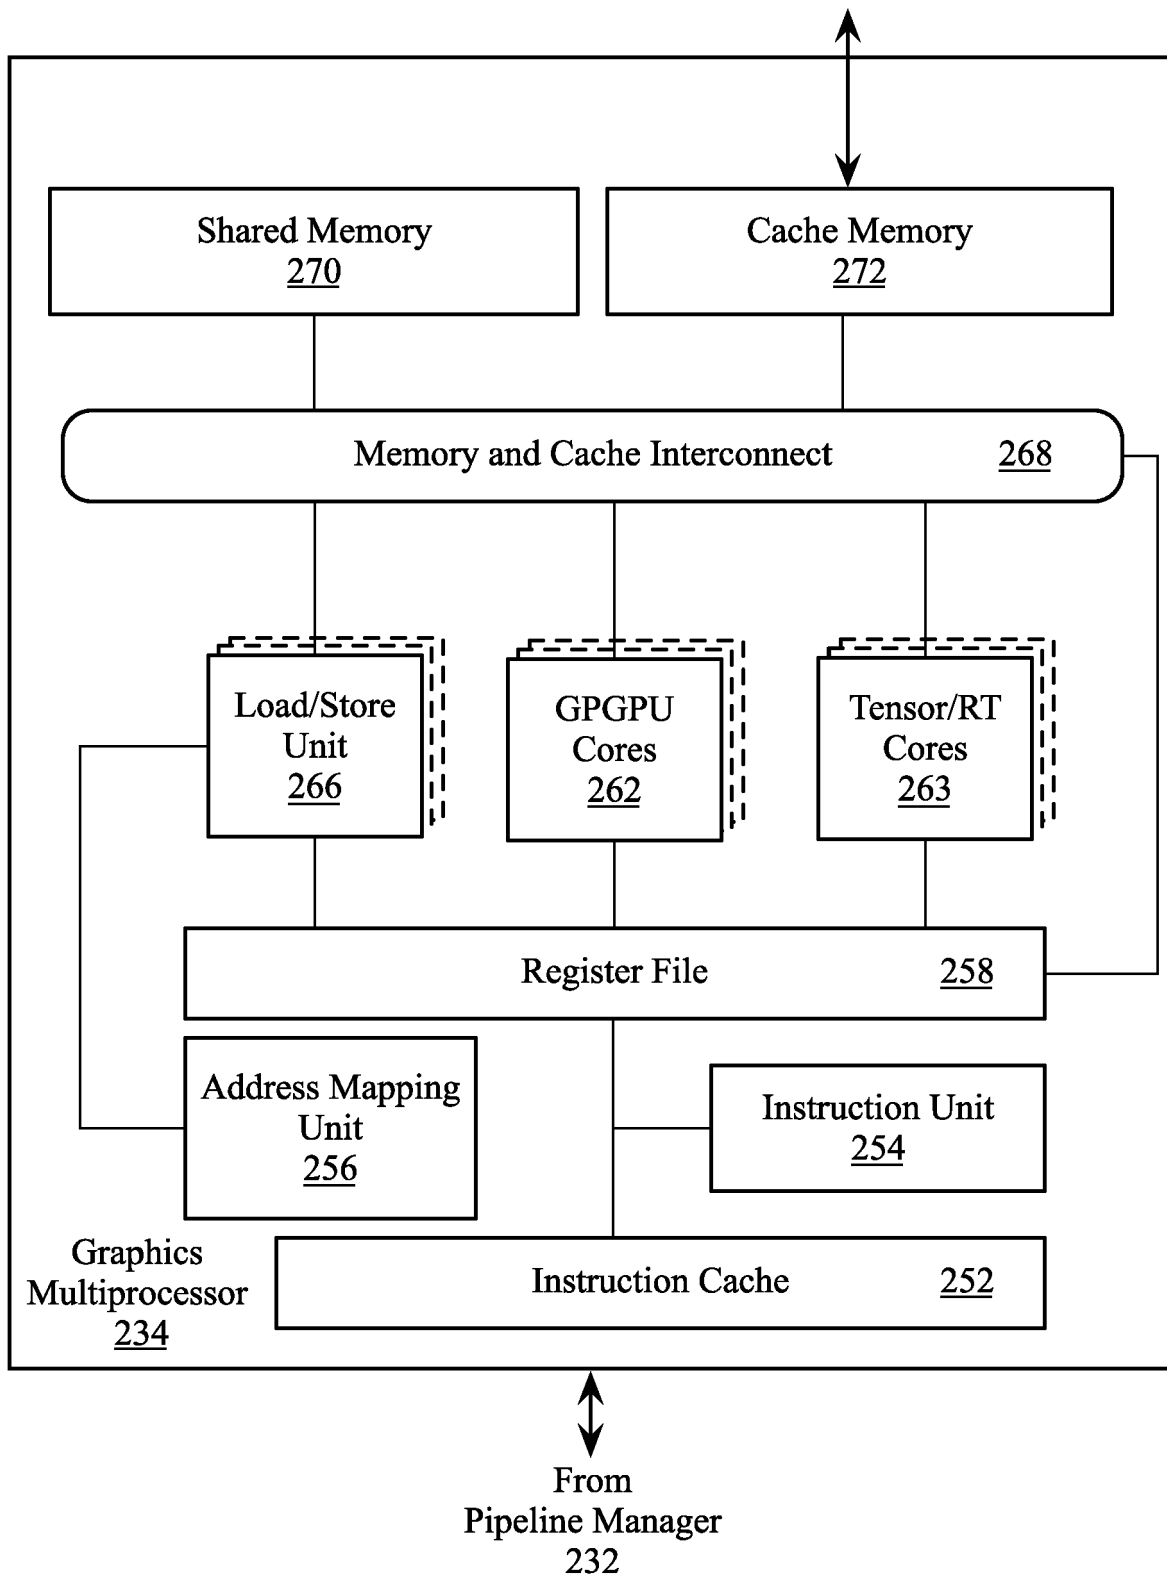 Shared Memory
270
Cache Memory
272
Memory and Cache Interconnect 268
Load/Store
Unit
266
GPGPU
Cores
262
Tensor/RT
Cores
263
Register File 258
Address Mapping
Unit
256
Instruction Unit
254
Graphics
Multiprocessor
234
Instruction Cache 252
From
Pipeline Manager
232